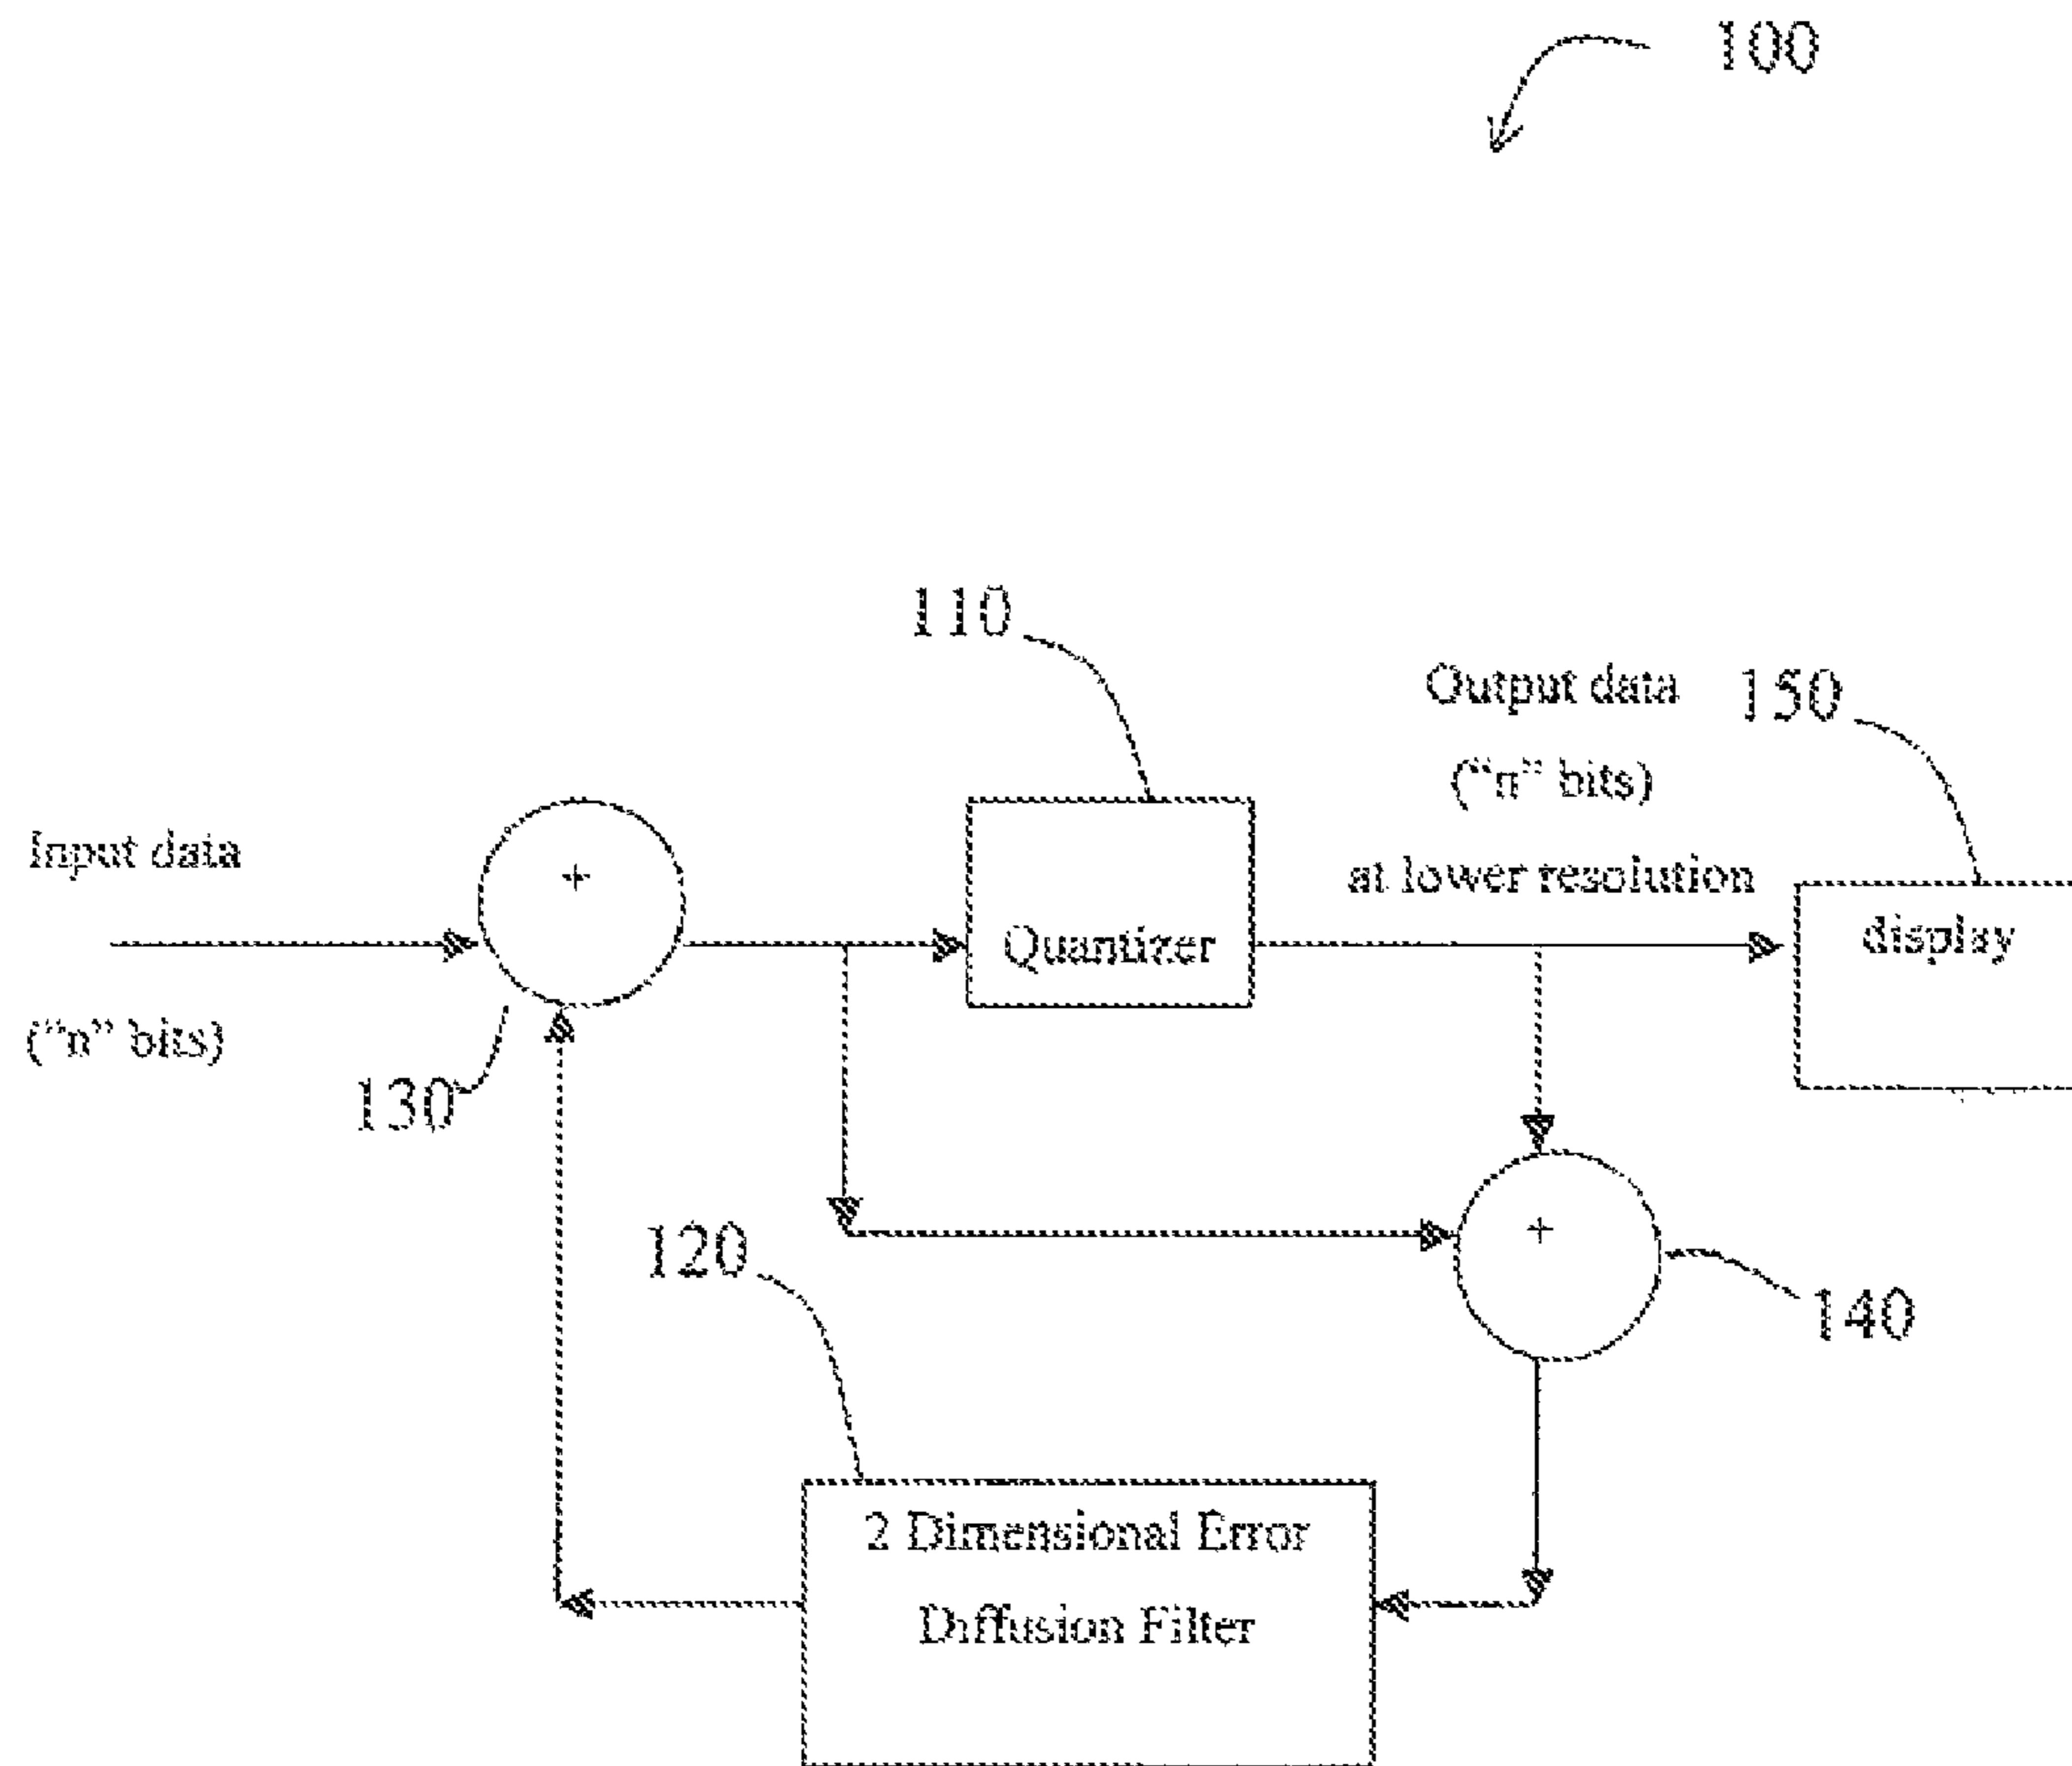 100
110
Output data
150
("n" bits)
Input data
at lower resolution
+
display
Quantizer
("n" bits)
130
120
+
140
2 Dimensional Error
Diffusion Filter